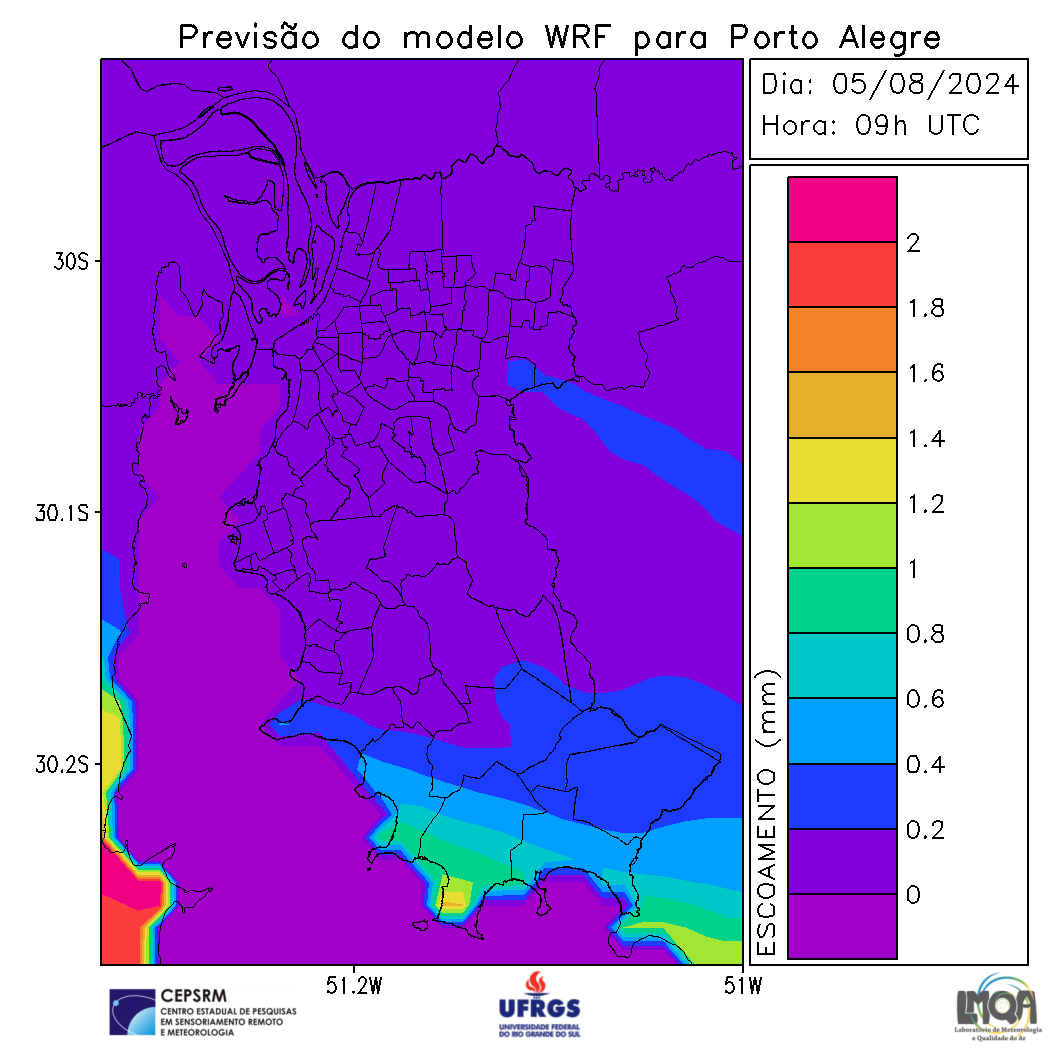 Previsão do modelo WRF para Porto Alegre
Dia: 05/08/2024
Hora: 09h UTC
30S
30.1S
30.2S
51.2W
51W
ESCOAMENTO (mm)
2
1.8
1.6
1.4
1.2
1
0.8
0.6
0.4
0.2
0
CEPSRM
CENTRO ESTADUAL DE PESQUISAS
EM SENSORIAMENTO REMOTO
E METEOROLOGIA
UFRGS
UNIVERSIDADE FEDERAL
DO RIO GRANDE DO SUL
LMQA
Laboratório de Meteorologia
e Qualidade do Ar